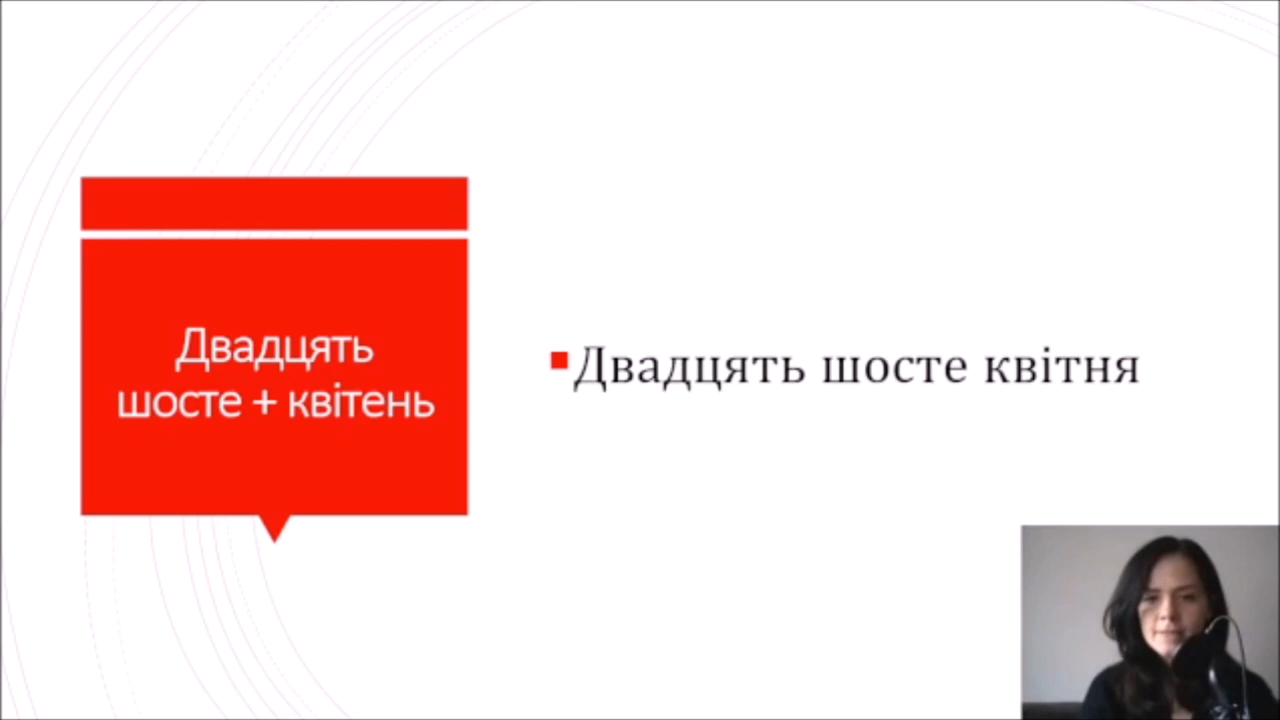 Двадцять
шосте + квітень
Двадцять шосте квітня